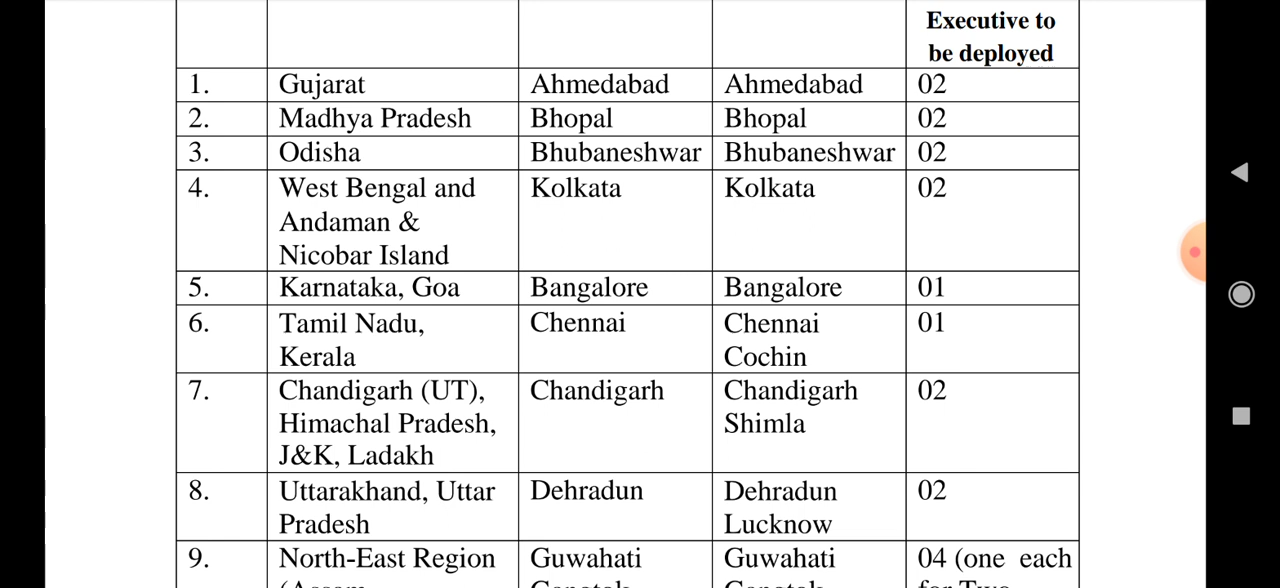 Executive to
be deployed
1. Gujarat Ahmedabad Ahmedabad 02
2. Madhya Pradesh Bhopal Bhopal 02
3. Odisha Bhubaneshwar Bhubaneshwar 02
4. West Bengal and Kolkata Kolkata 02
Andaman &
Nicobar Island
5. Karnataka, Goa Bangalore Bangalore 01
6. Tamil Nadu, Chennai Chennai 01
Kerala Cochin
7. Chandigarh (UT), Chandigarh Chandigarh 02
Himachal Pradesh, Shimla
J&K, Ladakh
8. Uttarakhand, Uttar Dehradun Dehradun 02
Pradesh Lucknow
9. North-East Region Guwahati Guwahati 04 (one each